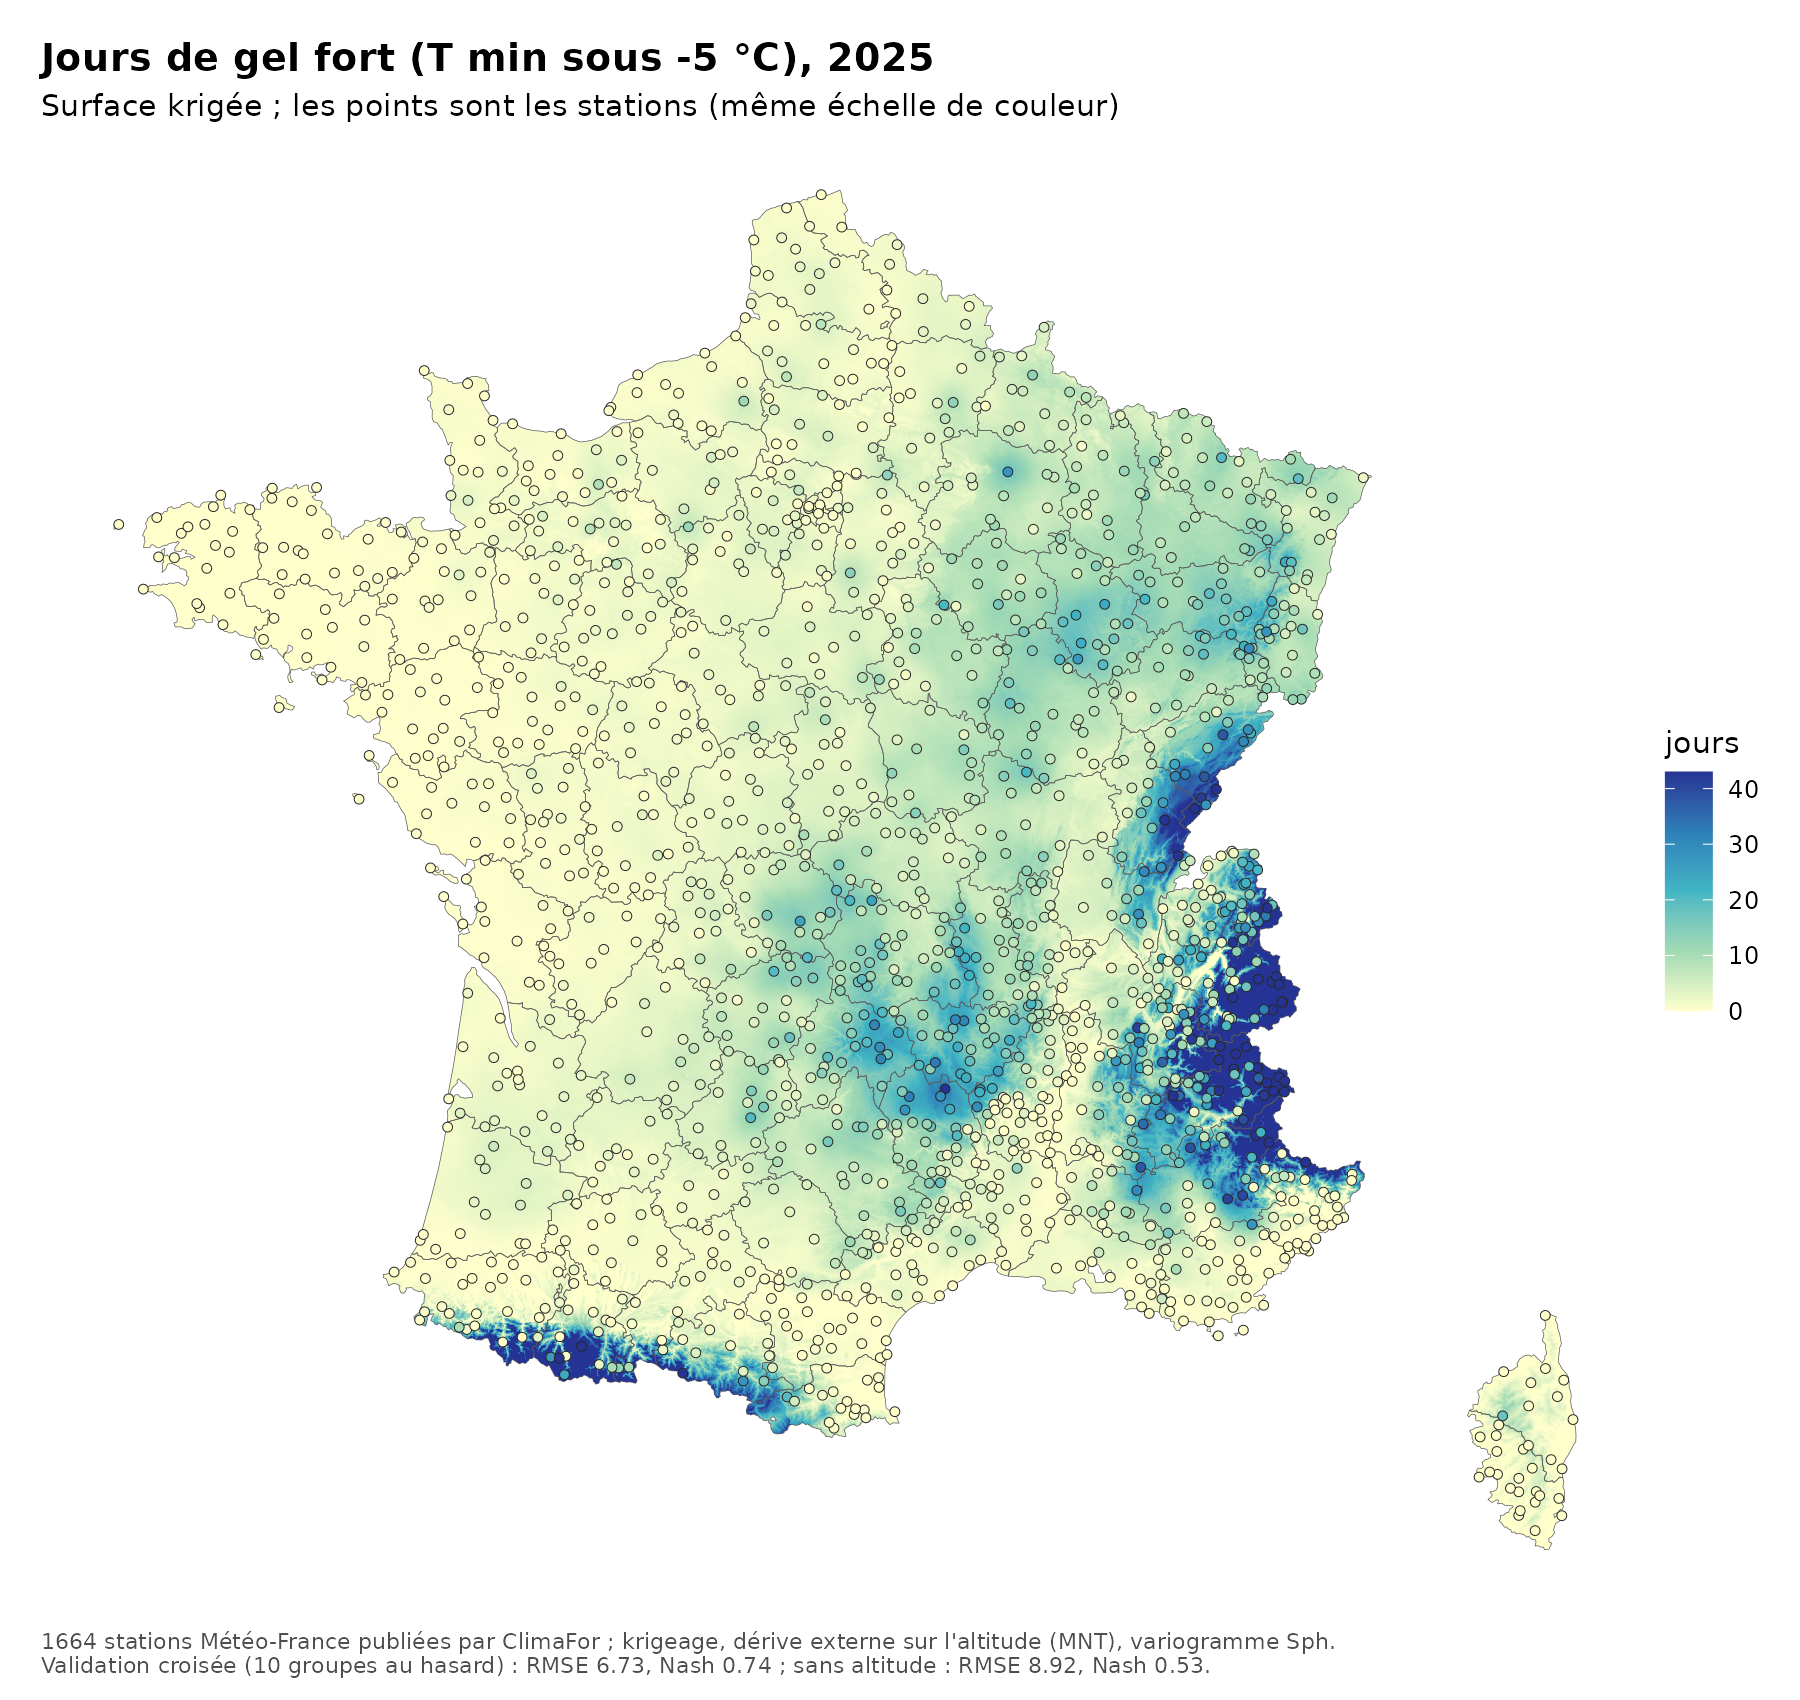 Jours de gel fort (T min sous -5 °C), 2025
Surface krigée ; les points sont les stations (même échelle de couleur)
jours
40
30
20
10
0
1664 stations Météo-France publiées par ClimaFor ; krigeage, dérive externe sur l'altitude (MNT), variogramme Sph.
Validation croisée (10 groupes au hasard) : RMSE 6.73, Nash 0.74 ; sans altitude : RMSE 8.92, Nash 0.53.